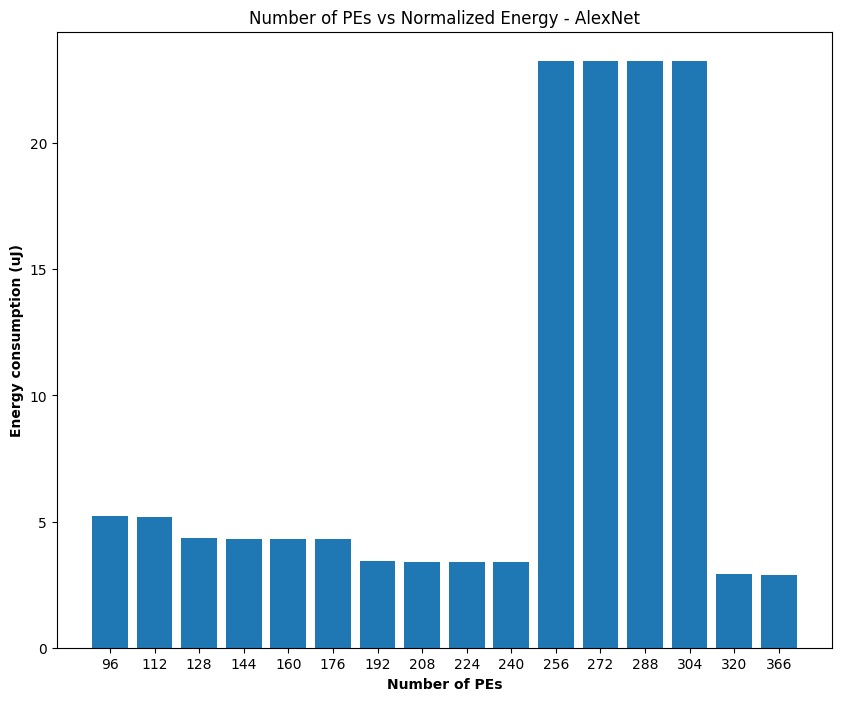 Number of PEs vs Normalized Energy - AlexNet
Energy consumption (uJ)
20
15
10
5
0
96 112 128 144 160 176 192 208 224 240 256 272 288 304 320 366
Number of PEs